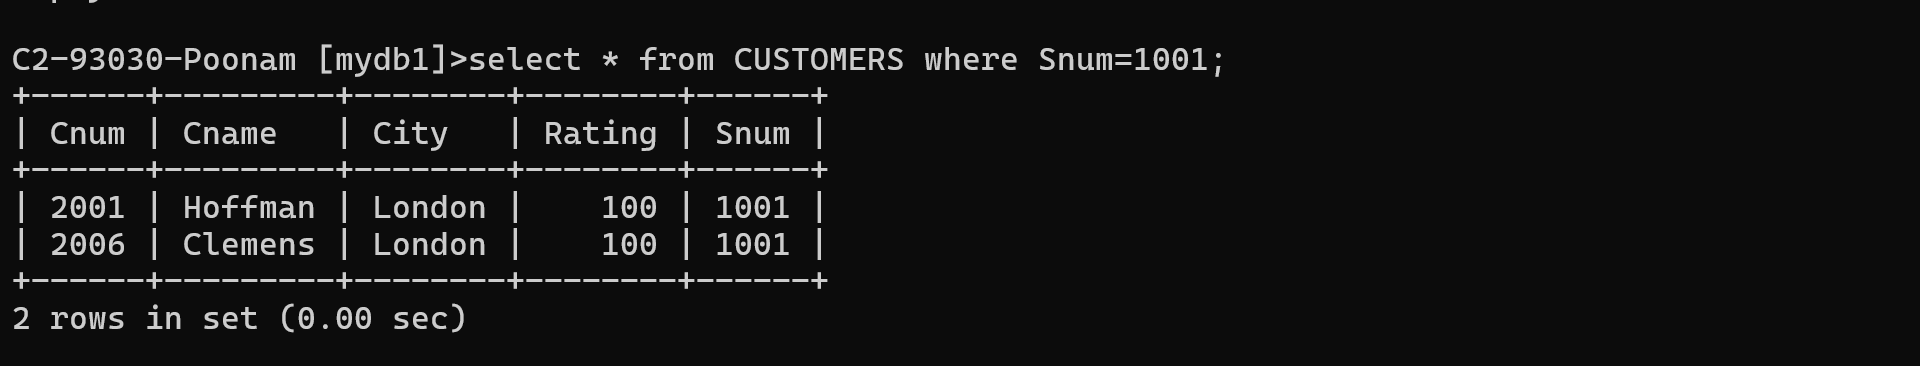 C2-93030-Poonam [mydb1]>select * from CUSTOMERS where Snum=1001;
+------+---------+--------+--------+------+
| Cnum | Cname   | City   | Rating | Snum |
+------+---------+--------+--------+------+
| 2001 | Hoffman | London |    100 | 1001 |
| 2006 | Clemens | London |    100 | 1001 |
+------+---------+--------+--------+------+
2 rows in set (0.00 sec)